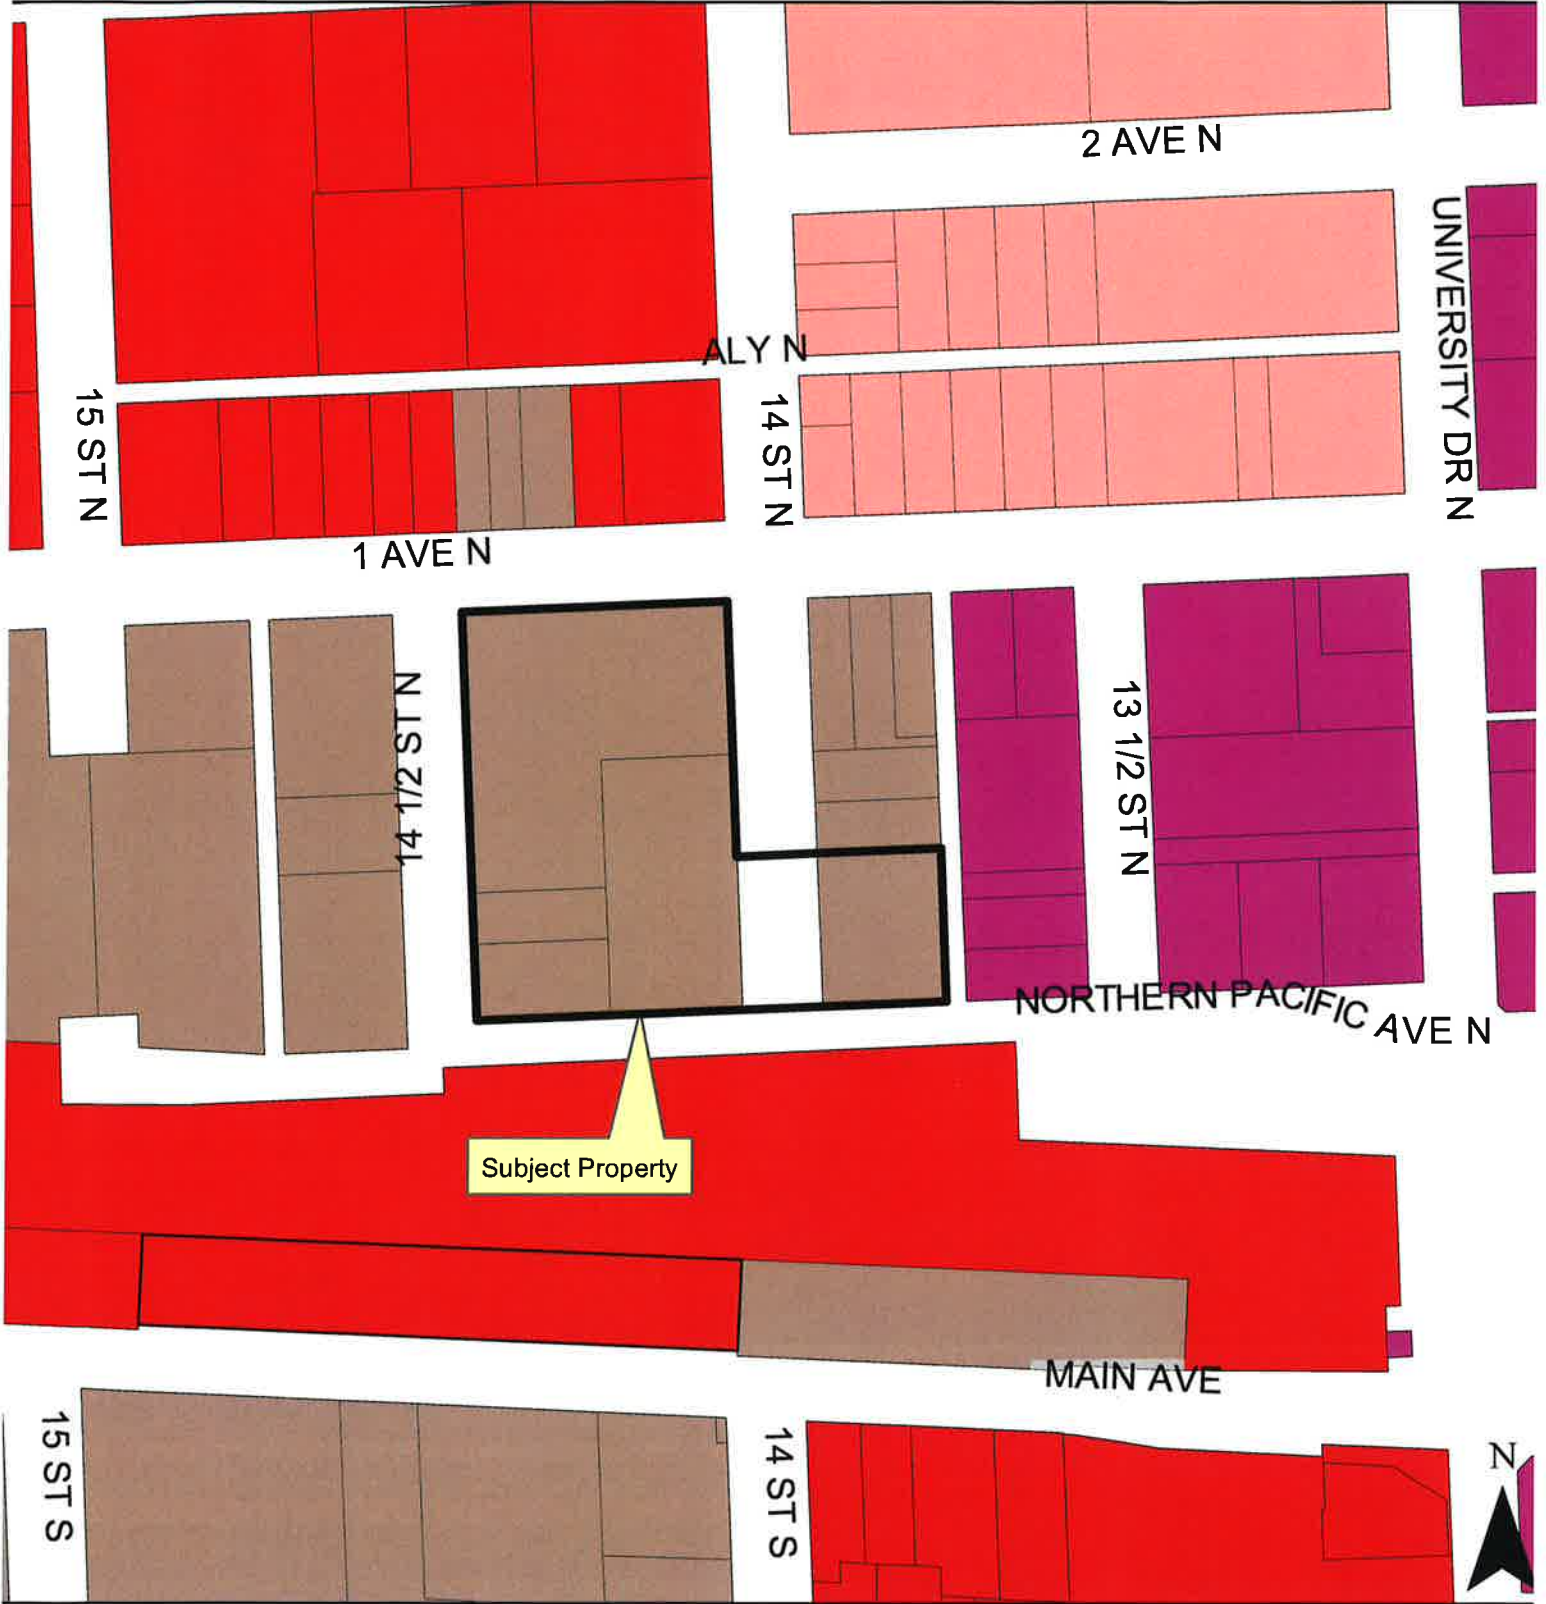 2 AVE N
UNIVERSITY DR N
ALY N
15 ST N
14 ST N
1 AVE N
14 1/2 ST N
13 1/2 ST N
NORTHERN PACIFIC AVE N
Subject Property
MAIN AVE
15 ST S
14 ST S
N